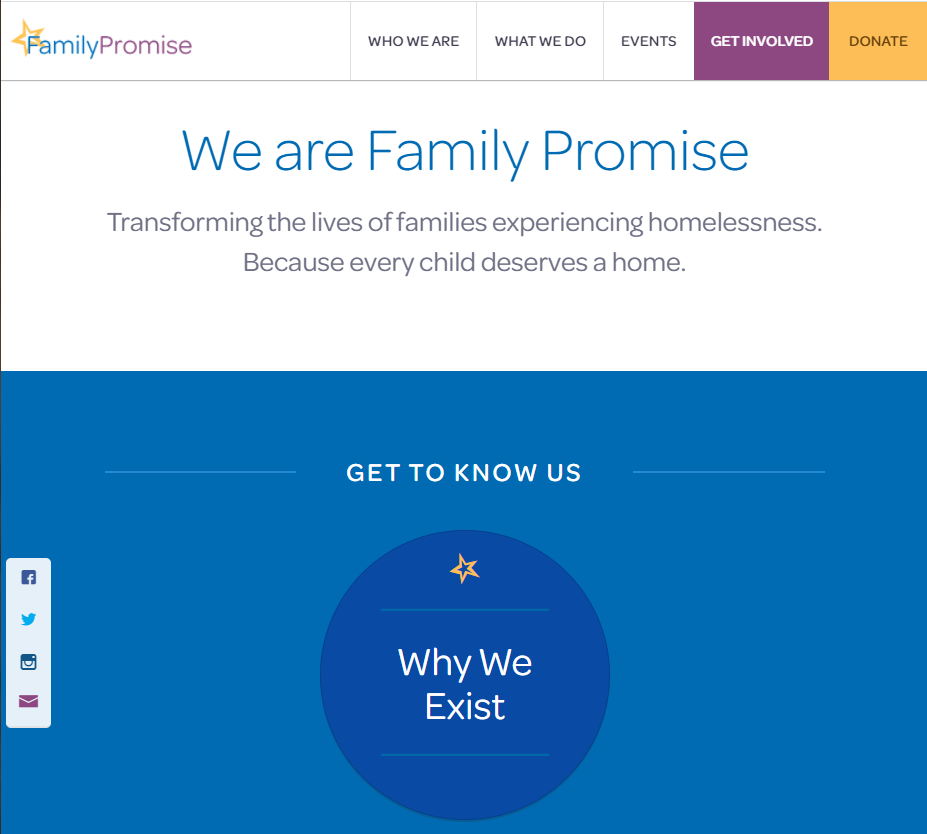 FamilyPromise
WHO WE ARE
WHAT WE DO
EVENTS
GET INVOLVED
DONATE
We are Family Promise
Transforming the lives of families experiencing homelessness.
Because every child deserves a home.
GET TO KNOW US
Why We
Exist